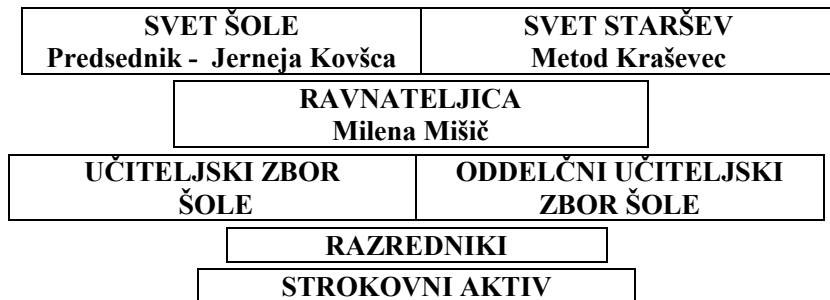 SVET ŠOLE
Predsednik - Jerneja Kovšca
SVET STARŠEV
Metod Kraševec
RAVNATELJICA
Milena Mišič
UČITELJSKI ZBOR
ŠOLE
ODDELČNI UČITELJSKI
ZBOR ŠOLE
RAZREDNIKI
STROKOVNI AKTIV